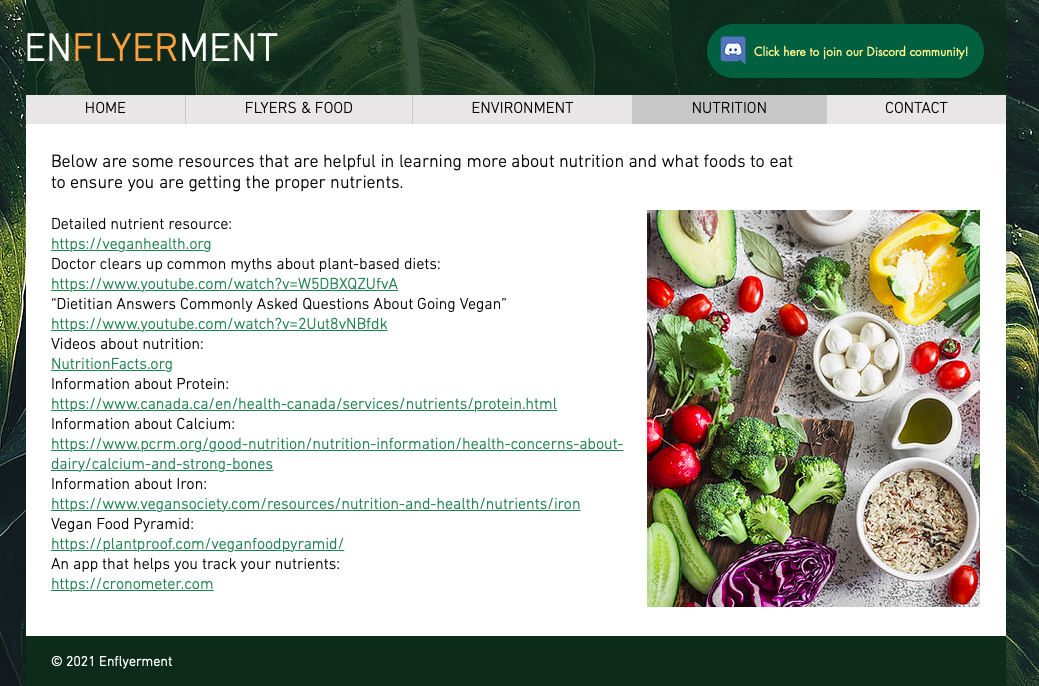 ENFLYERMENT
Click here to join our Discord community!
HOME
FLYERS & FOOD
ENVIRONMENT
NUTRITION
CONTACT
Below are some resources that are helpful in learning more about nutrition and what foods to eat
to ensure you are getting the proper nutrients.
Detailed nutrient resource:
https://veganhealth.org
Doctor clears up common myths about plant-based diets:
https://www.youtube.com/watch?v=W5DBXQZUfvA
“Dietitian Answers Commonly Asked Questions About Going Vegan”
https://www.youtube.com/watch?v=2Uut8vNBfdk
Videos about nutrition:
NutritionFacts.org
Information about Protein:
https://www.canada.ca/en/health-canada/services/nutrients/protein.html
Information about Calcium:
https://www.pcrm.org/good-nutrition/nutrition-information/health-concerns-about-
dairy/calcium-and-strong-bones
Information about Iron:
https://www.vegansociety.com/resources/nutrition-and-health/nutrients/iron
Vegan Food Pyramid:
https://plantproof.com/veganfoodpyramid/
An app that helps you track your nutrients:
https://cronometer.com
© 2021 Enflyerment